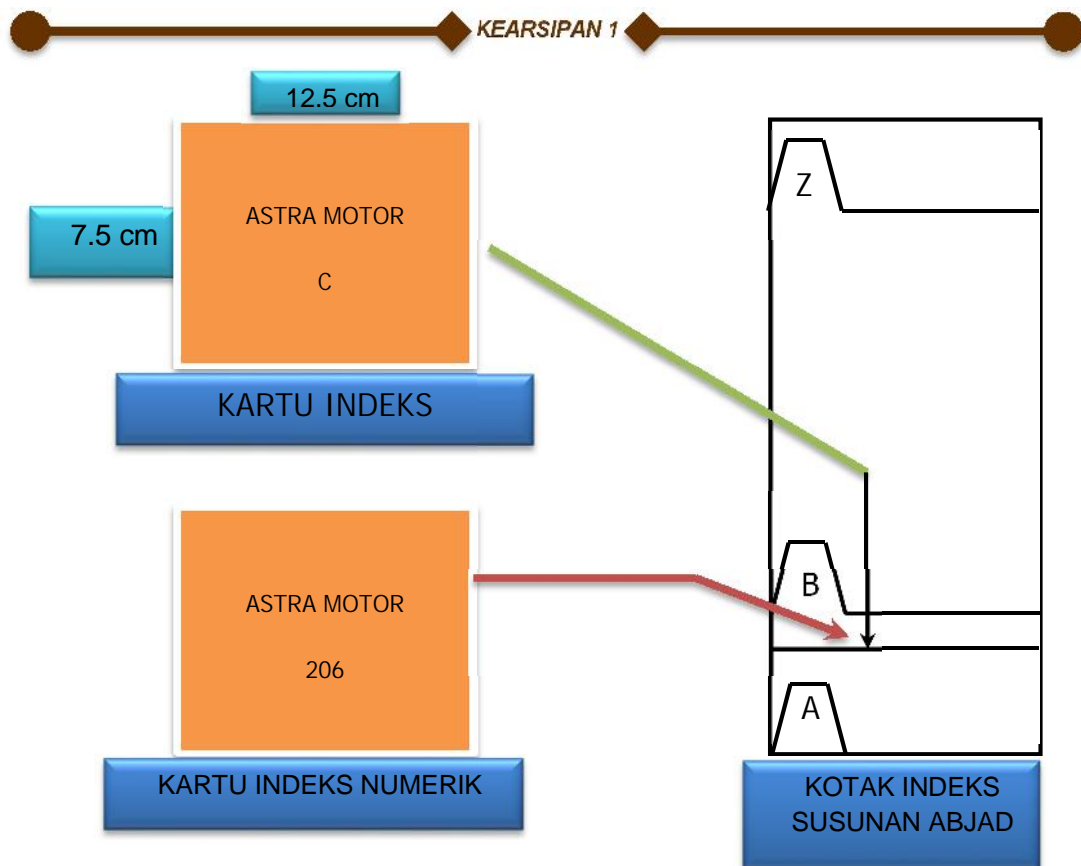 KEARSIPAN 1
12.5 cm
7.5 cm
ASTRA MOTOR
C
KARTU INDEKS
ASTRA MOTOR
206
KARTU INDEKS NUMERIK
Z
B
A
KOTAK INDEKS
SUSUNAN ABJAD